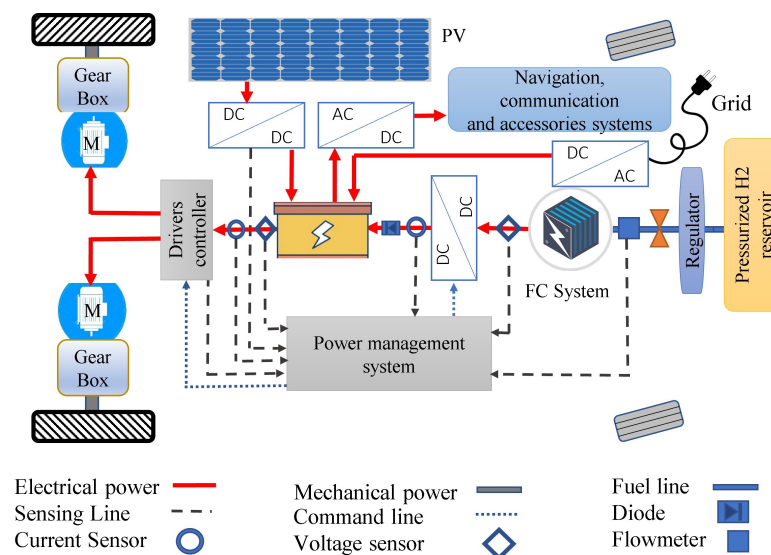 PV
Gear
Box
M
DC
DC
AC
DC
Navigation,
communication
and accessories systems
Grid
DC
AC
Drivers
controller
DC
DC
FC System
Regulator
Pressurized H2
reservoir
M
Gear
Box
Power management
system
Electrical power
Mechanical power
Fuel line
Sensing Line
Command line
Diode
Current Sensor
Voltage sensor
Flowmeter